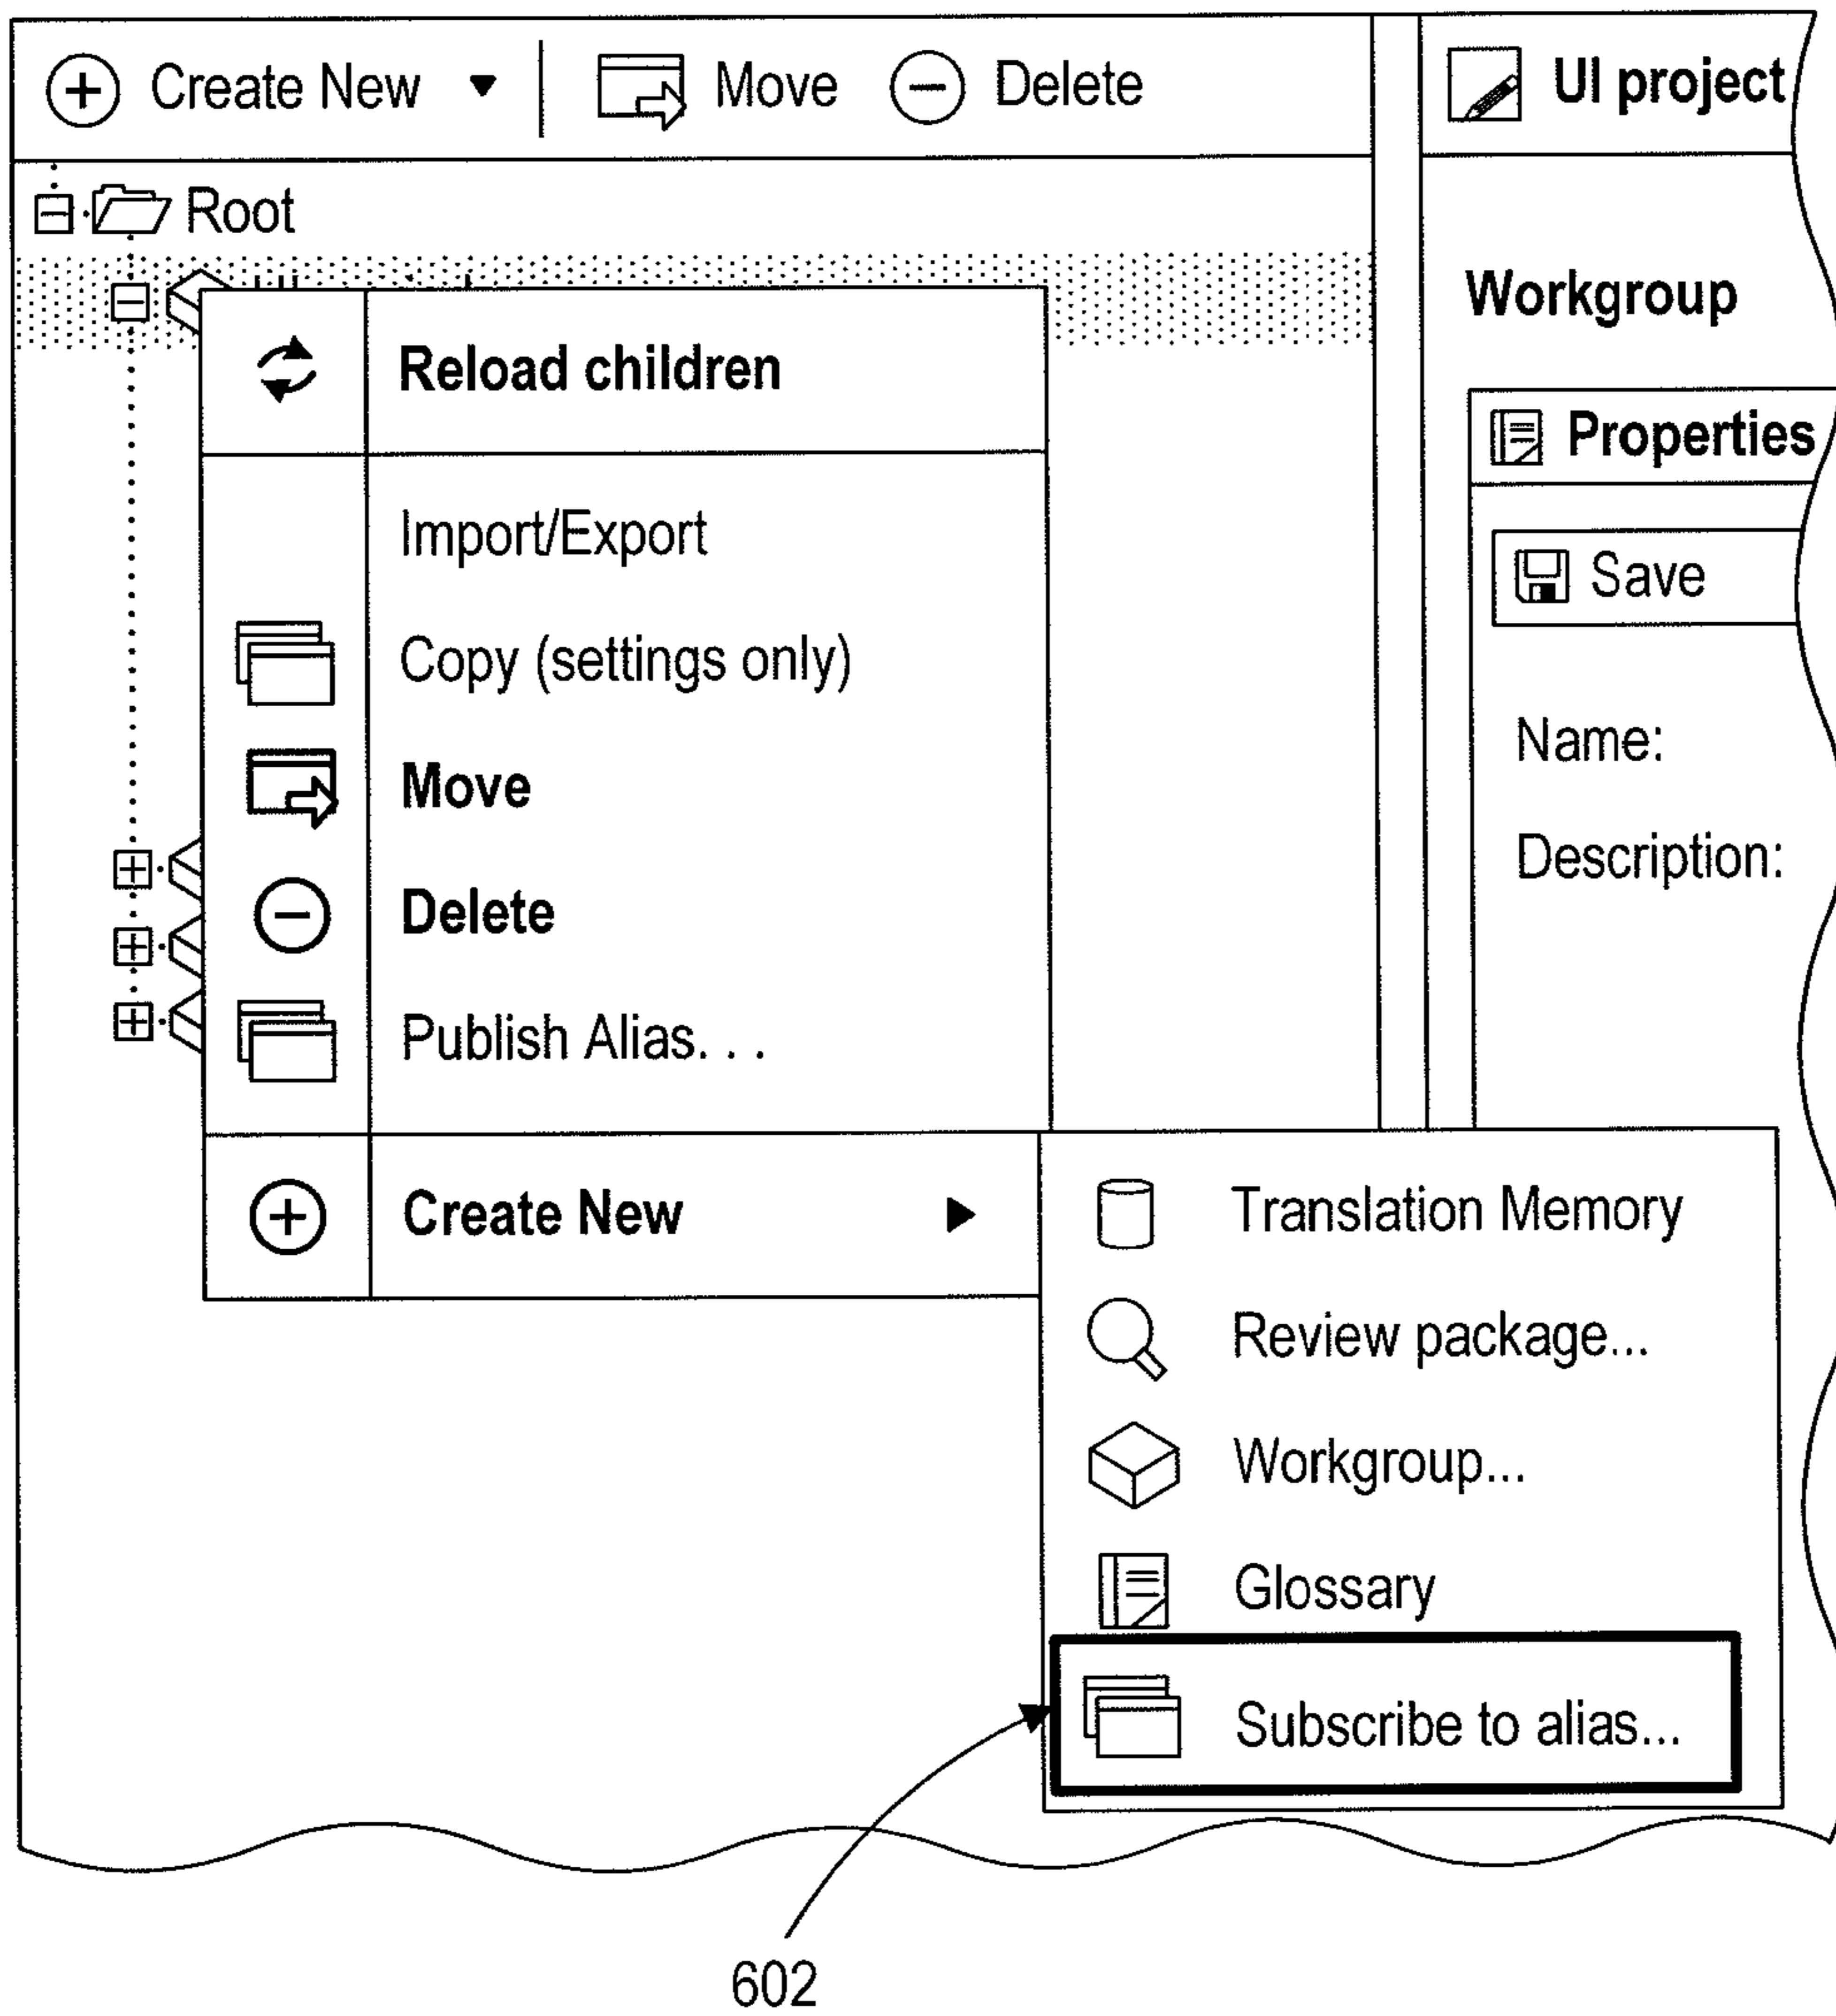 Create New Move Delete
UI project
Root
Workgroup
Reload children
Properties
Import/Export
Save
Copy (settings only)
Name:
Move
Description:
Delete
Publish Alias. . .
Create New
Translation Memory
Review package...
Workgroup...
Glossary
Subscribe to alias...
602